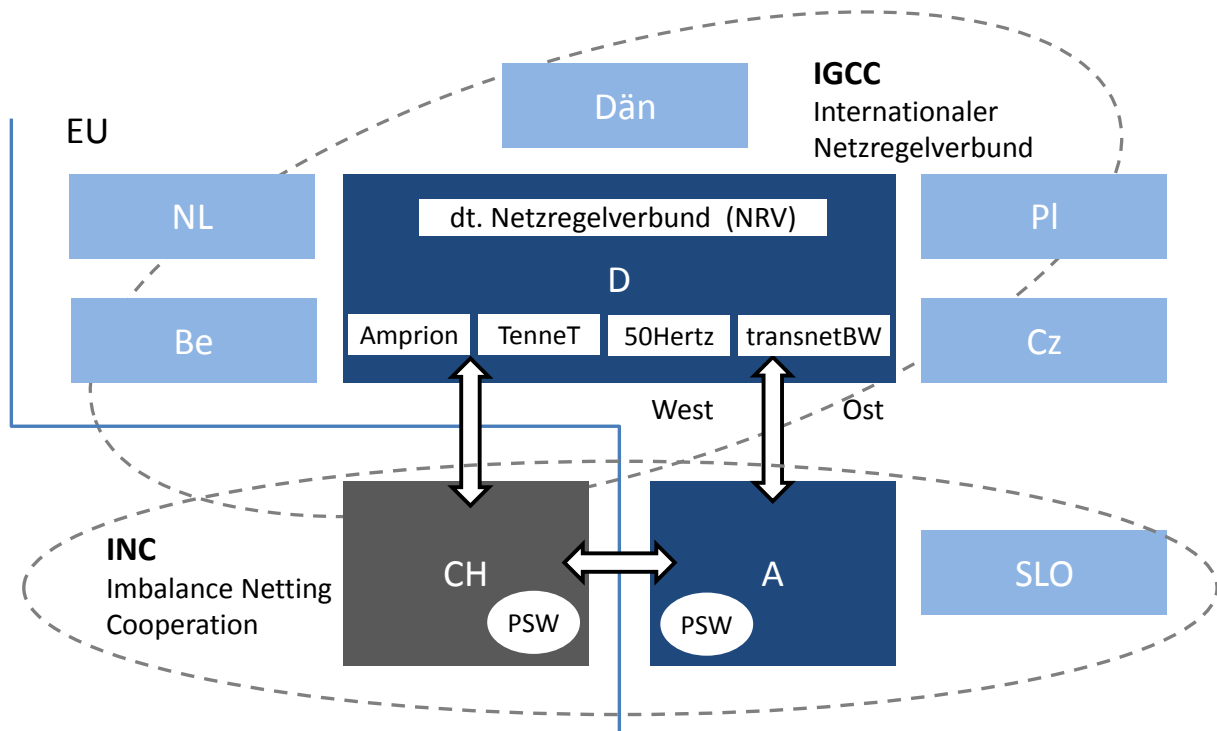 IGCC
Internationaler
Netzregelverbund
Dän
EU
NL
dt. Netzregelverbund (NRV)
Pl
D
Be
Amprion
TenneT
50Hertz
transnetBW
Cz
West
Ost
INC
Imbalance Netting
Cooperation
CH
A
SLO
PSW
PSW